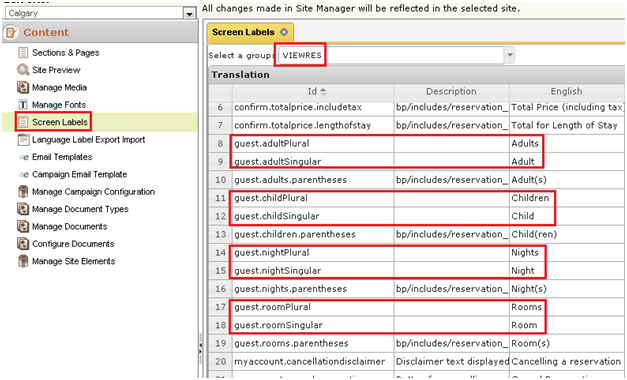 Calgary
All changes made in Site Manager will be reflected in the selected site.
Content
Sections & Pages
Site Preview
Manage Media
Manage Fonts
Screen Labels
Language Label Export Import
Email Templates
Campaign Email Template
Manage Campaign Configuration
Manage Document Types
Manage Documents
Configure Documents
Manage Site Elements
Screen Labels
Select a group: VIEWRES
Translation
Id Description English
6 confirm.totalprice.includetax bp/includes/reservation_ Total Price (including tax)
7 confirm.totalprice.lengthofstay bp/includes/reservation_ Total for Length of Stay
8 guest.adultPlural Adults
9 guest.adultSingular Adult
10 guest.adults.parentheses bp/includes/reservation_ Adult(s)
11 guest.childPlural Children
12 guest.childSingular Child
13 guest.children.parentheses bp/includes/reservation_ Child(ren)
14 guest.nightPlural Nights
15 guest.nightSingular Night
16 guest.nights.parentheses bp/includes/reservation_ Night(s)
17 guest.roomPlural Rooms
18 guest.roomSingular Room
19 guest.rooms.parentheses bp/includes/reservation_ Room(s)
20 myaccount.cancellationdisclaimer Disclaimer text displayed Cancelling a reservation